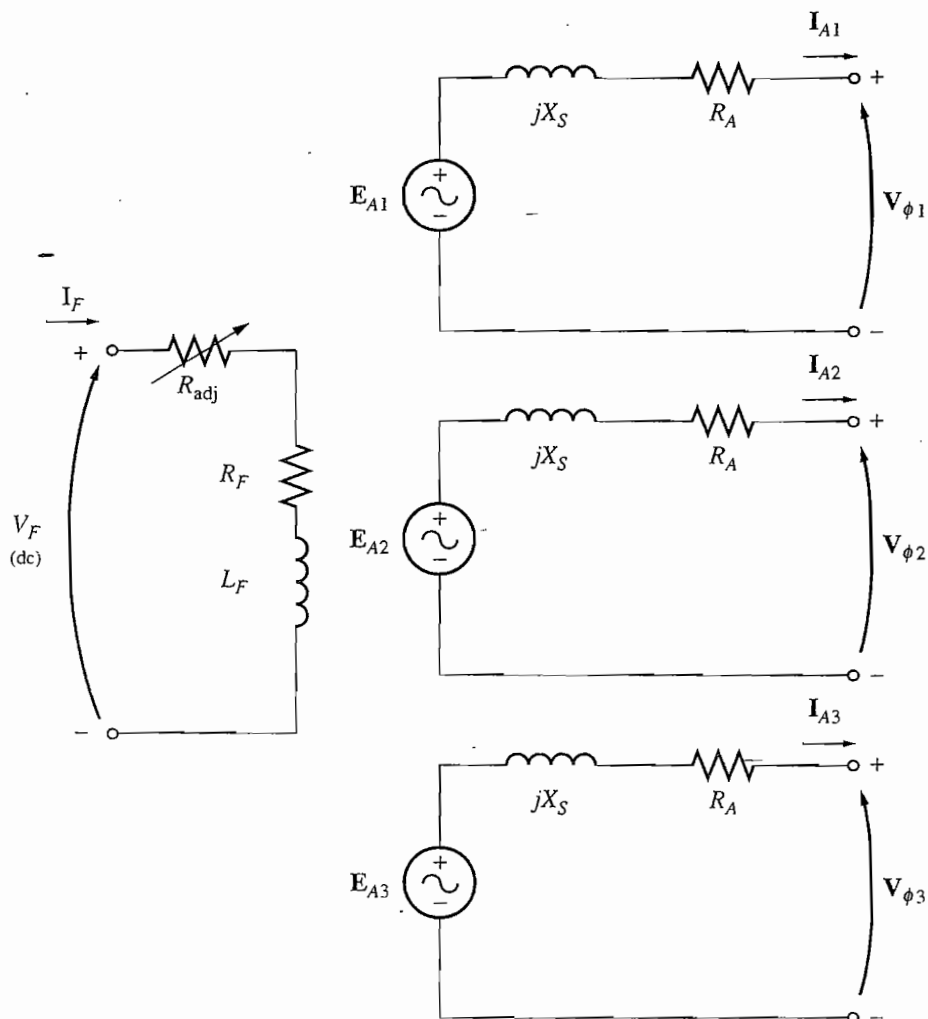 I_A1
+
jX_S
R_A
+
E_A1
−
V_ϕ1
−
I_F
+
R_adj
R_F
V_F
(dc)
L_F
−
I_A2
+
jX_S
R_A
+
E_A2
−
V_ϕ2
−
I_A3
+
jX_S
R_A
+
E_A3
−
V_ϕ3
−